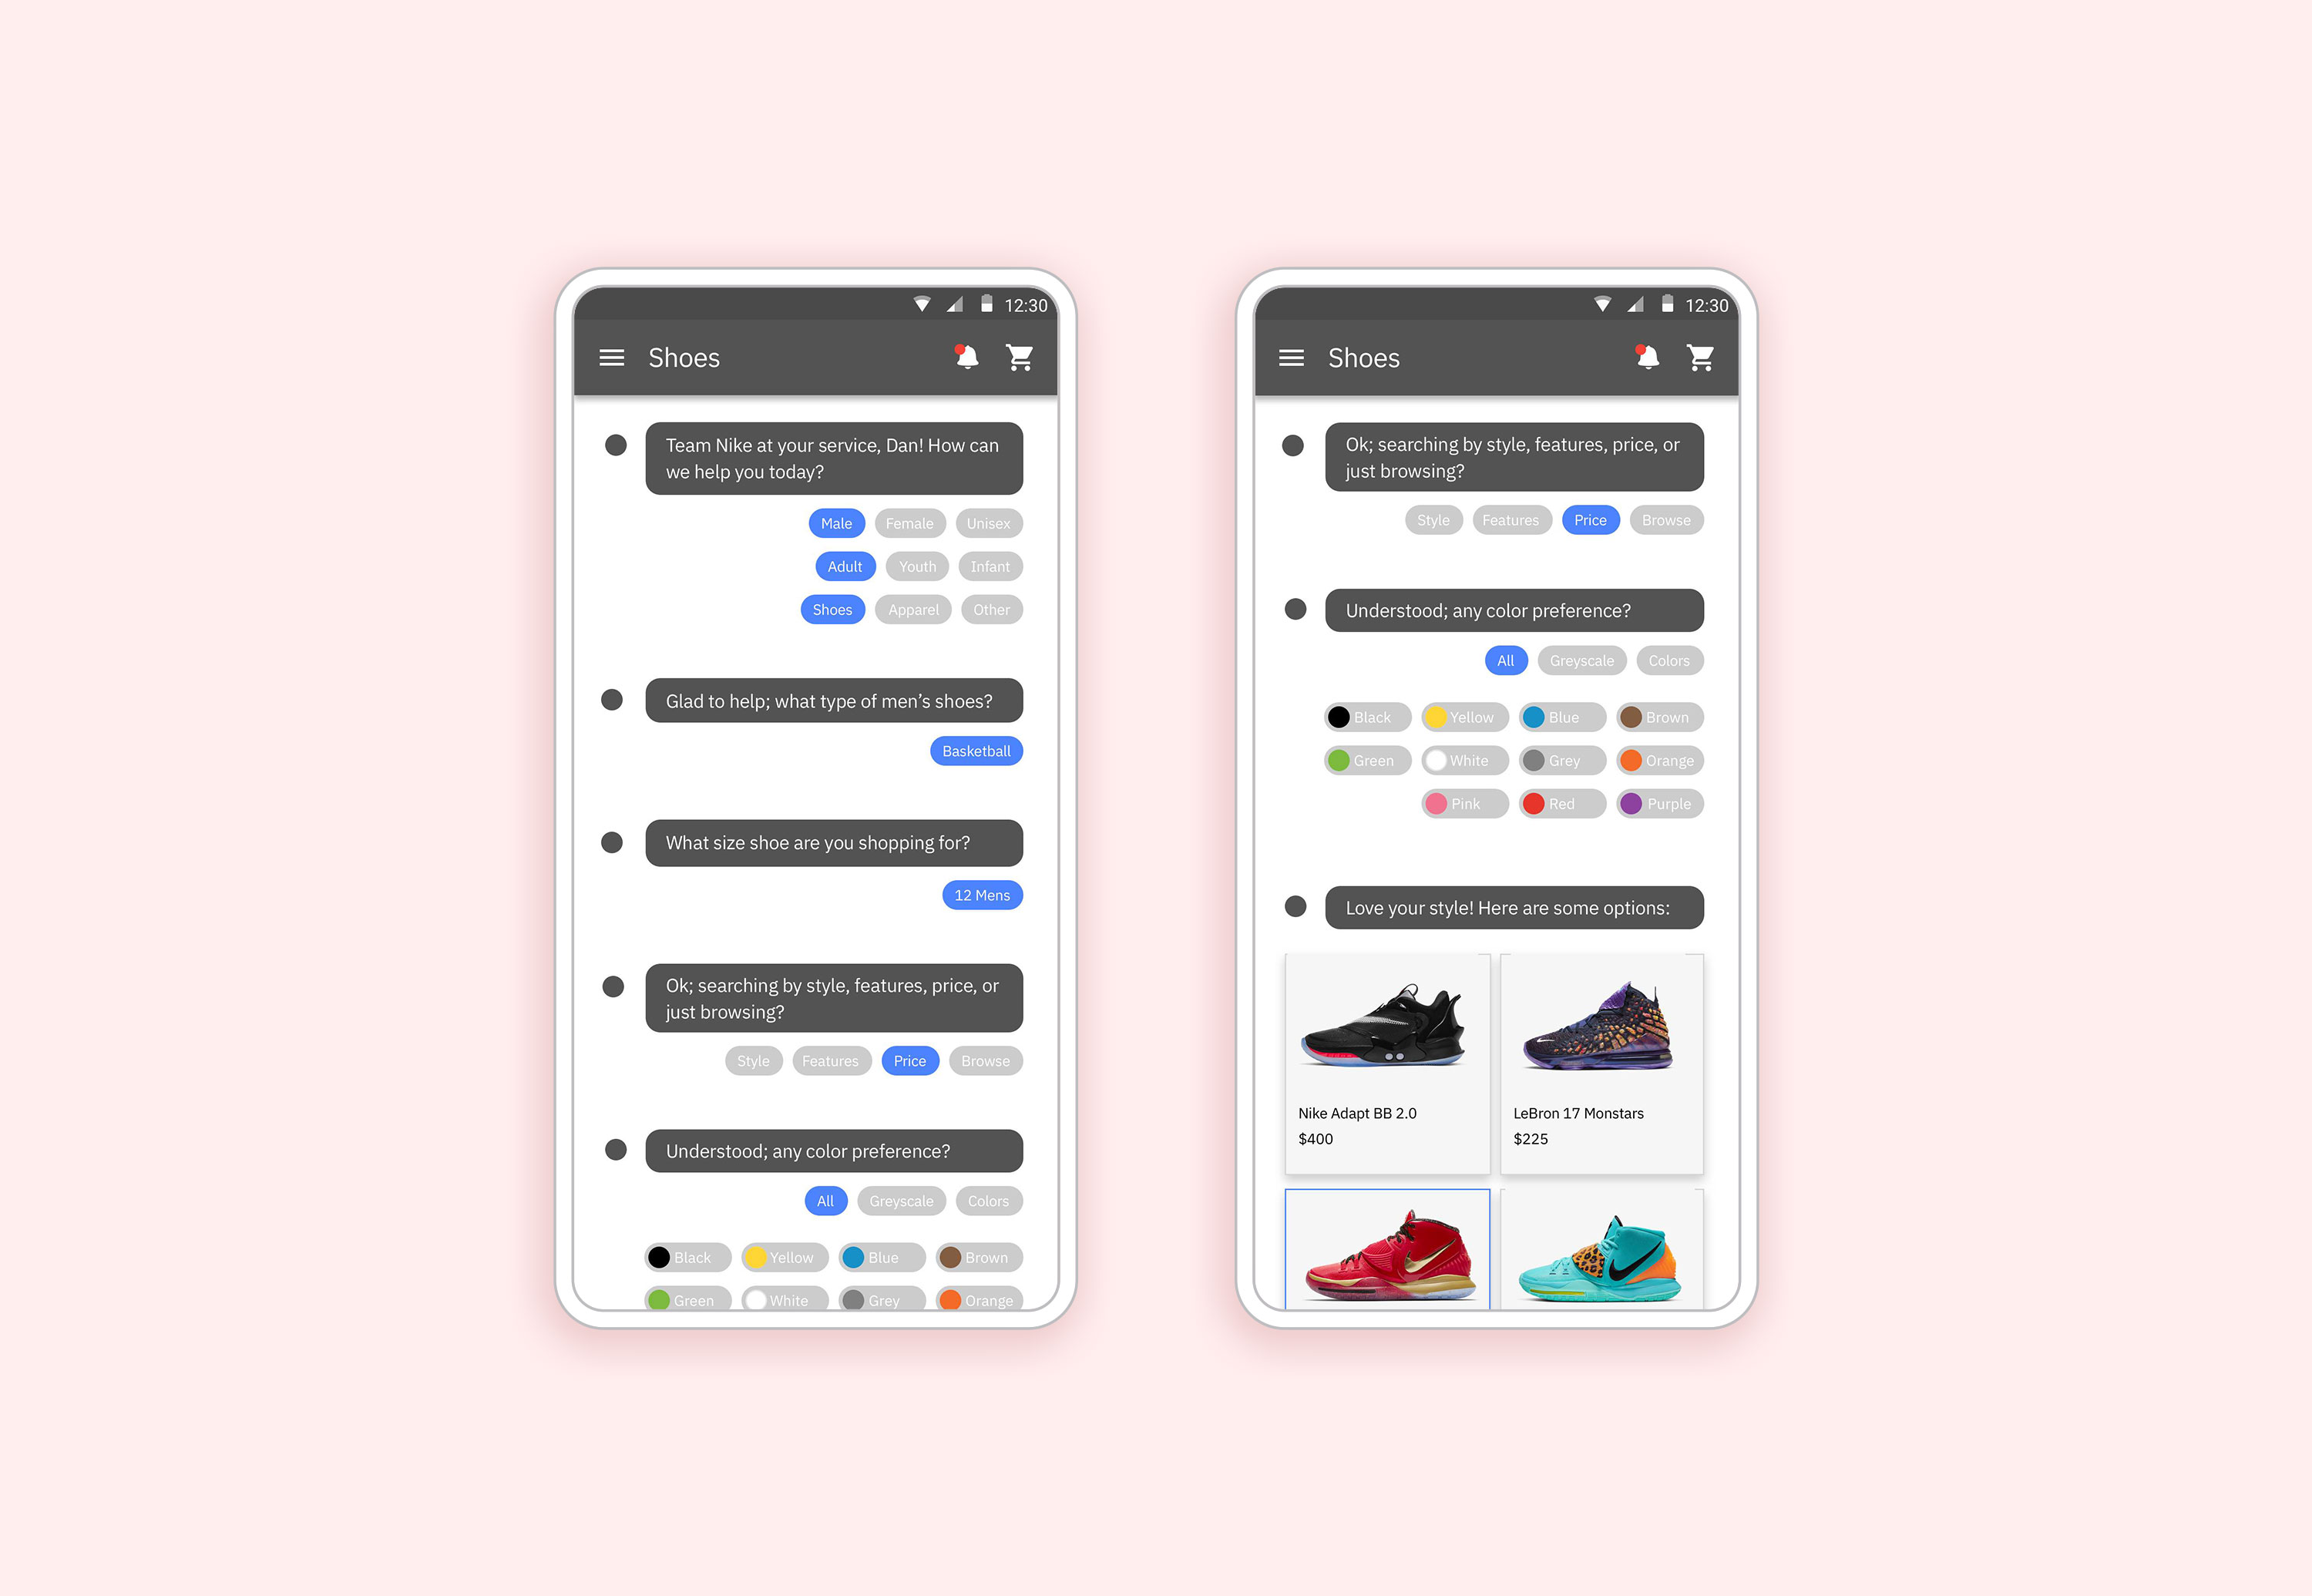 12:30
Shoes
Team Nike at your service, Dan! How can
we help you today?
Male Female Unisex
Adult Youth Infant
Shoes Apparel Other
Glad to help; what type of men’s shoes?
Basketball
What size shoe are you shopping for?
12 Mens
Ok; searching by style, features, price, or
just browsing?
Style Features Price Browse
Understood; any color preference?
All Greyscale Colors
Black Yellow Blue Brown
Green White Grey Orange
12:30
Shoes
Ok; searching by style, features, price, or
just browsing?
Style Features Price Browse
Understood; any color preference?
All Greyscale Colors
Black Yellow Blue Brown
Green White Grey Orange
Pink Red Purple
Love your style! Here are some options:
Nike Adapt BB 2.0
$400
LeBron 17 Monstars
$225